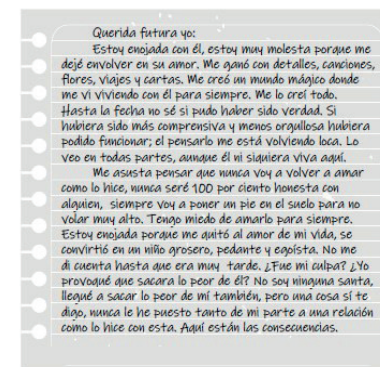 Querida futura yo:
Estoy enojada con él, estoy muy molesta porque me
dejé envolver en su amor. Me ganó con detalles, canciones,
flores, viajes y cartas. Me creó un mundo mágico donde
me vi viviendo con él para siempre. Me lo creí todo.
Hasta la fecha no sé si pudo haber sido verdad. Si
hubiera sido más comprensiva y menos orgullosa hubiera
podido funcionar; el pensarlo me está volviendo loca. Lo
veo en todas partes, aunque él ni siquiera viva aquí.
Me asusta pensar que nunca voy a volver a amar
como lo hice, nunca seré 100 por ciento honesta con
alguien, siempre voy a poner un pie en el suelo para no
volar muy alto. Tengo miedo de amarlo para siempre.
Estoy enojada porque me quitó al amor de mi vida, se
convirtió en un niño grosero, pedante y egoísta. No me
di cuenta hasta que era muy tarde. ¿Fue mi culpa? ¿Yo
provoqué que sacara lo peor de él? No soy ninguna santa,
llegué a sacar lo peor de mí también, pero una cosa sí te
digo, nunca le he puesto tanto de mi parte a una relación
como lo hice con esta. Aquí están las consecuencias.